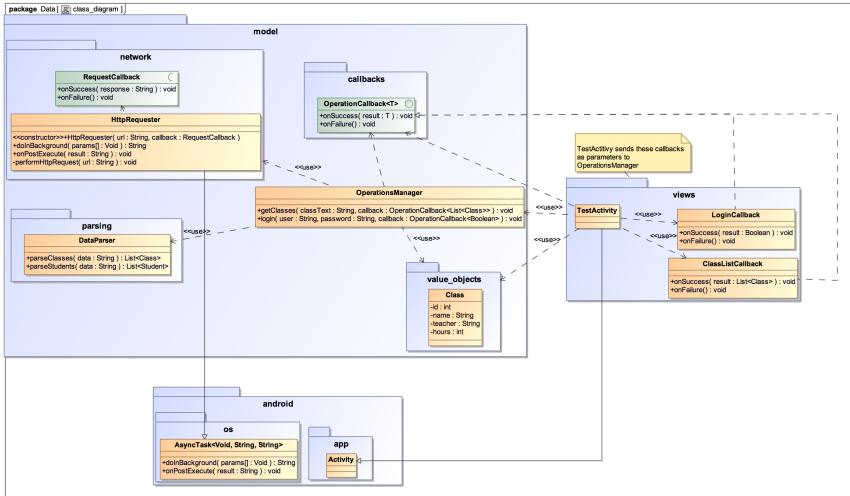 package Data[ class_diagram ]
model
network
RequestCallback
+onSuccess( response : String ) : void
+onFailure() : void
HttpRequester
<<constructor>>+HttpRequester( url : String, callback : RequestCallback )
+doInBackground( params[] : Void ) : String
+onPostExecute( result : String ) : void
-performHttpRequest( url : String ) : void
callbacks
OperationCallback<T>
+onSuccess( result : T ) : void
+onFailure() : void
<<use>>
OperationsManager
+getClasses( classText : String, callback : OperationCallback<List<Class>> ) : void
+login( user : String, password : String, callback : OperationCallback<Boolean> ) : void
parsing
DataParser
+parseClasses( data : String ) : List<Class>
+parseStudents( data : String ) : List<Student>
<<use>>
<<use>>
value_objects
Class
-id : int
-name : String
-teacher : String
-hours : int
TestActitivy sends these callbacks
as parameters to
OperationsManager
views
TestActivity
<<use>>
<<use>>
<<use>>
<<use>>
LoginCallback
+onSuccess( result : Boolean ) : void
+onFailure() : void
ClassListCallback
+onSuccess( result : List<Class> ) : void
+onFailure() : void
android
os
AsyncTask<Void, String, String>
+doInBackground( params[] : Void ) : String
+onPostExecute( result : String ) : void
app
Activity